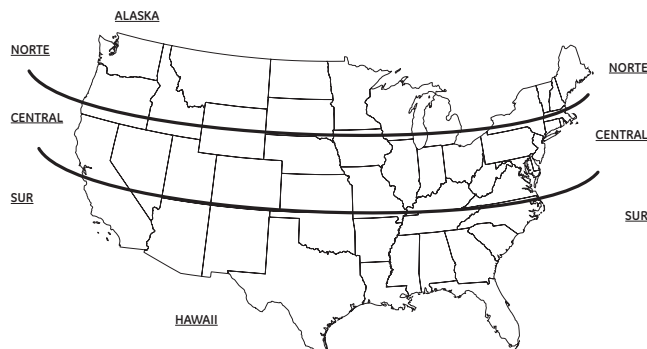 ALASKA
NORTE
NORTE
CENTRAL
CENTRAL
SUR
SUR
HAWAII